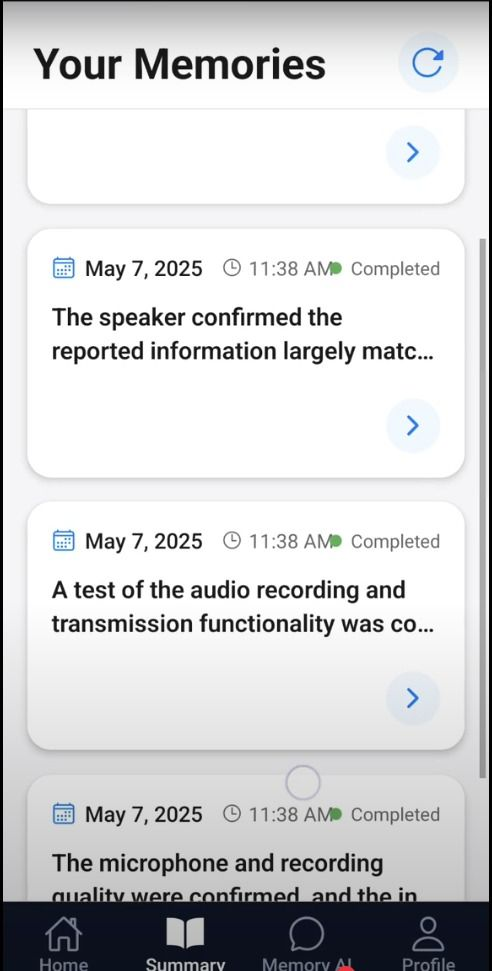 Your Memories
May 7, 2025 11:38 AM Completed
The speaker confirmed the
reported information largely matc...
May 7, 2025 11:38 AM Completed
A test of the audio recording and
transmission functionality was co...
May 7, 2025 11:38 AM Completed
The microphone and recording
quality were confirmed, and the in
Home Summary Memory AI Profile